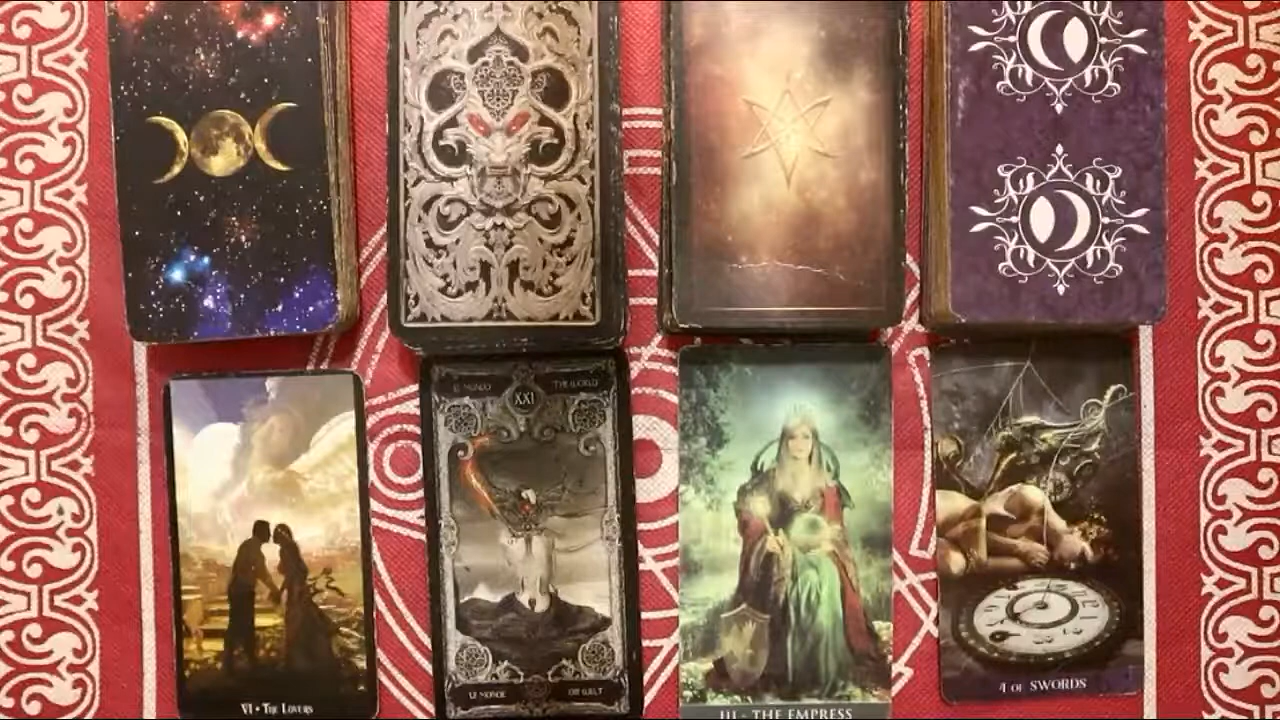 VI • THE LOVERS
IL MONDO
XXI
THE WORLD
LE MONDE
DIE WELT
III - THE EMPRESS
4 OF SWORDS